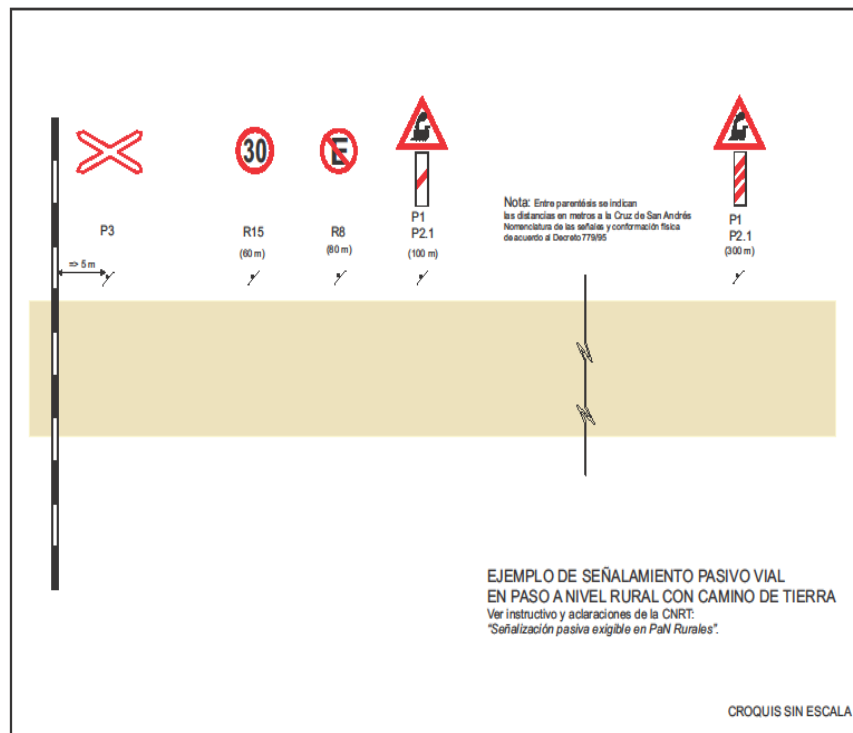 30
E
P3
R15
(60 m)
R8
(80 m)
P1
P2.1
(100 m)
Nota: Entre parentésis se indican
las distancias en metros a la Cruz de San Andrés
Nomenclatura de las señales y conformación física
de acuerdo al Decreto 779/95
P1
P2.1
(300 m)
=> 5 m
EJEMPLO DE SEÑALAMIENTO PASIVO VIAL
EN PASO A NIVEL RURAL CON CAMINO DE TIERRA
Ver instructivo y aclaraciones de la CNRT:
"Señalización pasiva exigible en PaN Rurales".
CROQUIS SIN ESCALA